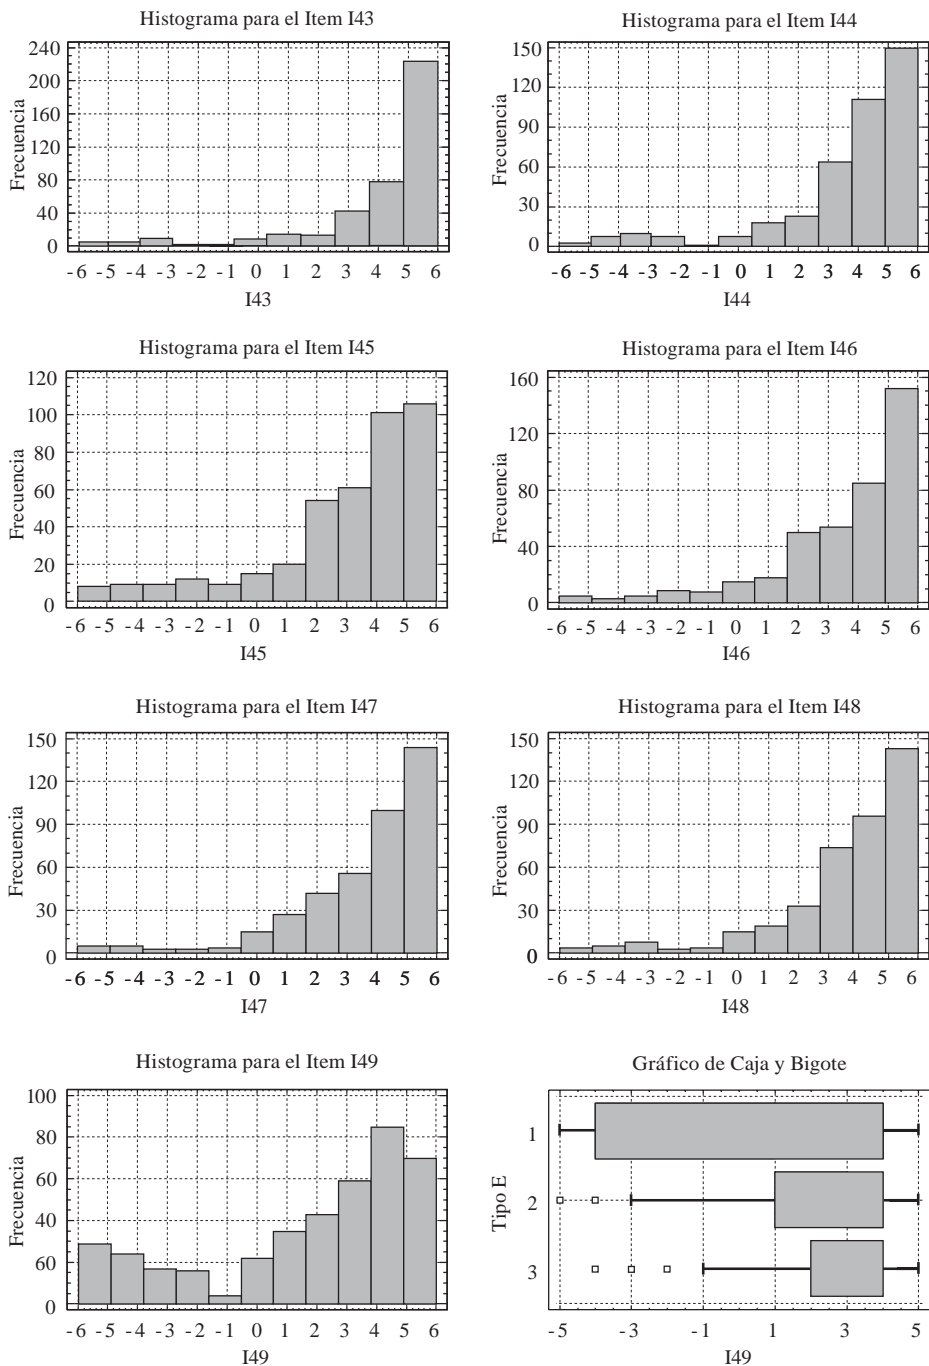 Histograma para el Item I43
Frecuencia
240
200
160
120
80
40
0
-6 -5 -4 -3 -2 -1 0 1 2 3 4 5 6
I43
Histograma para el Item I44
Frecuencia
150
120
90
60
30
0
-6 -5 -4 -3 -2 -1 0 1 2 3 4 5 6
I44
Histograma para el Item I45
Frecuencia
120
100
80
60
40
20
0
-6 -5 -4 -3 -2 -1 0 1 2 3 4 5 6
I45
Histograma para el Item I46
Frecuencia
160
120
80
40
0
-6 -5 -4 -3 -2 -1 0 1 2 3 4 5 6
I46
Histograma para el Item I47
Frecuencia
150
120
90
60
30
0
-6 -5 -4 -3 -2 -1 0 1 2 3 4 5 6
I47
Histograma para el Item I48
Frecuencia
150
120
90
60
30
0
-6 -5 -4 -3 -2 -1 0 1 2 3 4 5 6
I48
Histograma para el Item I49
Frecuencia
100
80
60
40
60
0
-6 -5 -4 -3 -2 -1 0 1 2 3 4 5 6
I49
Gráfico de Caja y Bigote
Tipo E
1
2
3
-5 -3 -1 1 3 5
I49